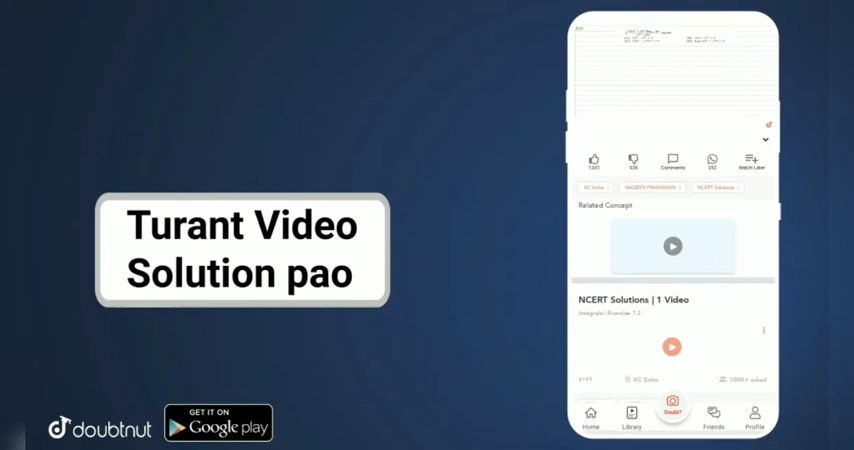 Turant Video
Solution pao
doubtnut
GET IT ON
Google play
1341
Comments
Watch Later
KC Sinha
NAGEEN PRAKASHAN
NCERT Solutions
Related Concept
NCERT Solutions | 1 Video
Integrals | Exercise 7.2
KC Sinha
100K+ asked
Doubt?
Home
Library
Friends
Profile